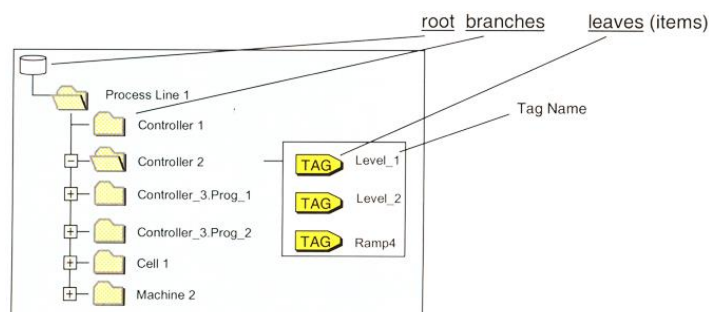 root branches leaves (items)
Process Line 1
Tag Name
Controller 1
Controller 2
TAG Level_1
Controller_3.Prog_1
TAG Level_2
Controller_3.Prog_2
TAG Ramp4
Cell 1
Machine 2